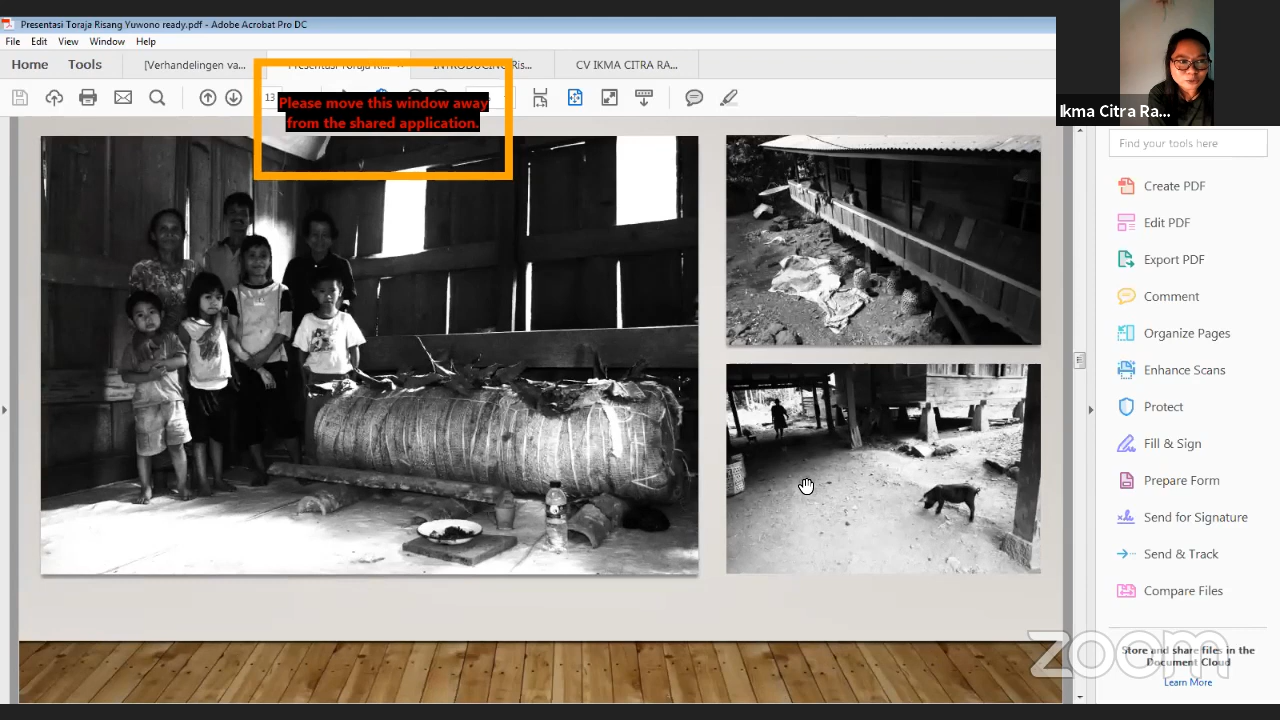 Presentasi Toraja Risang Yuwono ready.pdf - Adobe Acrobat Pro DC
File Edit View Window Help
Home Tools [Verhandelingen va... INTRODUCING Ris... CV IKMA CITRA RA...
13
Please move this window away
from the shared application.
Ikma Citra Ra...
Find your tools here
Create PDF
Edit PDF
Export PDF
Comment
Organize Pages
Enhance Scans
Protect
Fill & Sign
Prepare Form
Send for Signature
Send & Track
Compare Files
Store and share files in the
Document Cloud
Learn More
zoom